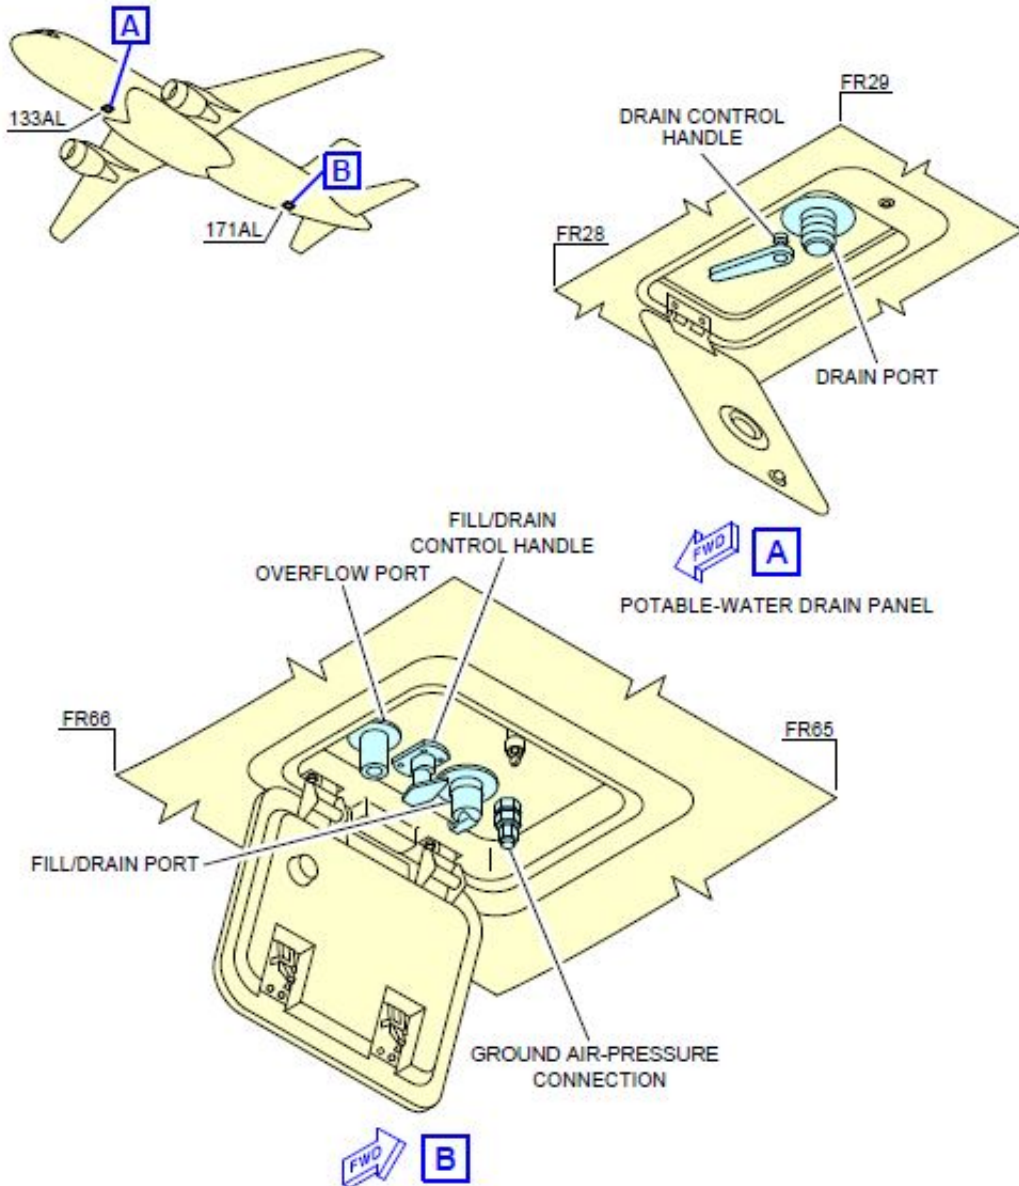 A
133AL
B
171AL
FR29
DRAIN CONTROL
HANDLE
FR28
DRAIN PORT
FWD
A
POTABLE-WATER DRAIN PANEL
FILL/DRAIN
CONTROL HANDLE
OVERFLOW PORT
FR66
FR65
FILL/DRAIN PORT
GROUND AIR-PRESSURE
CONNECTION
FWD
B